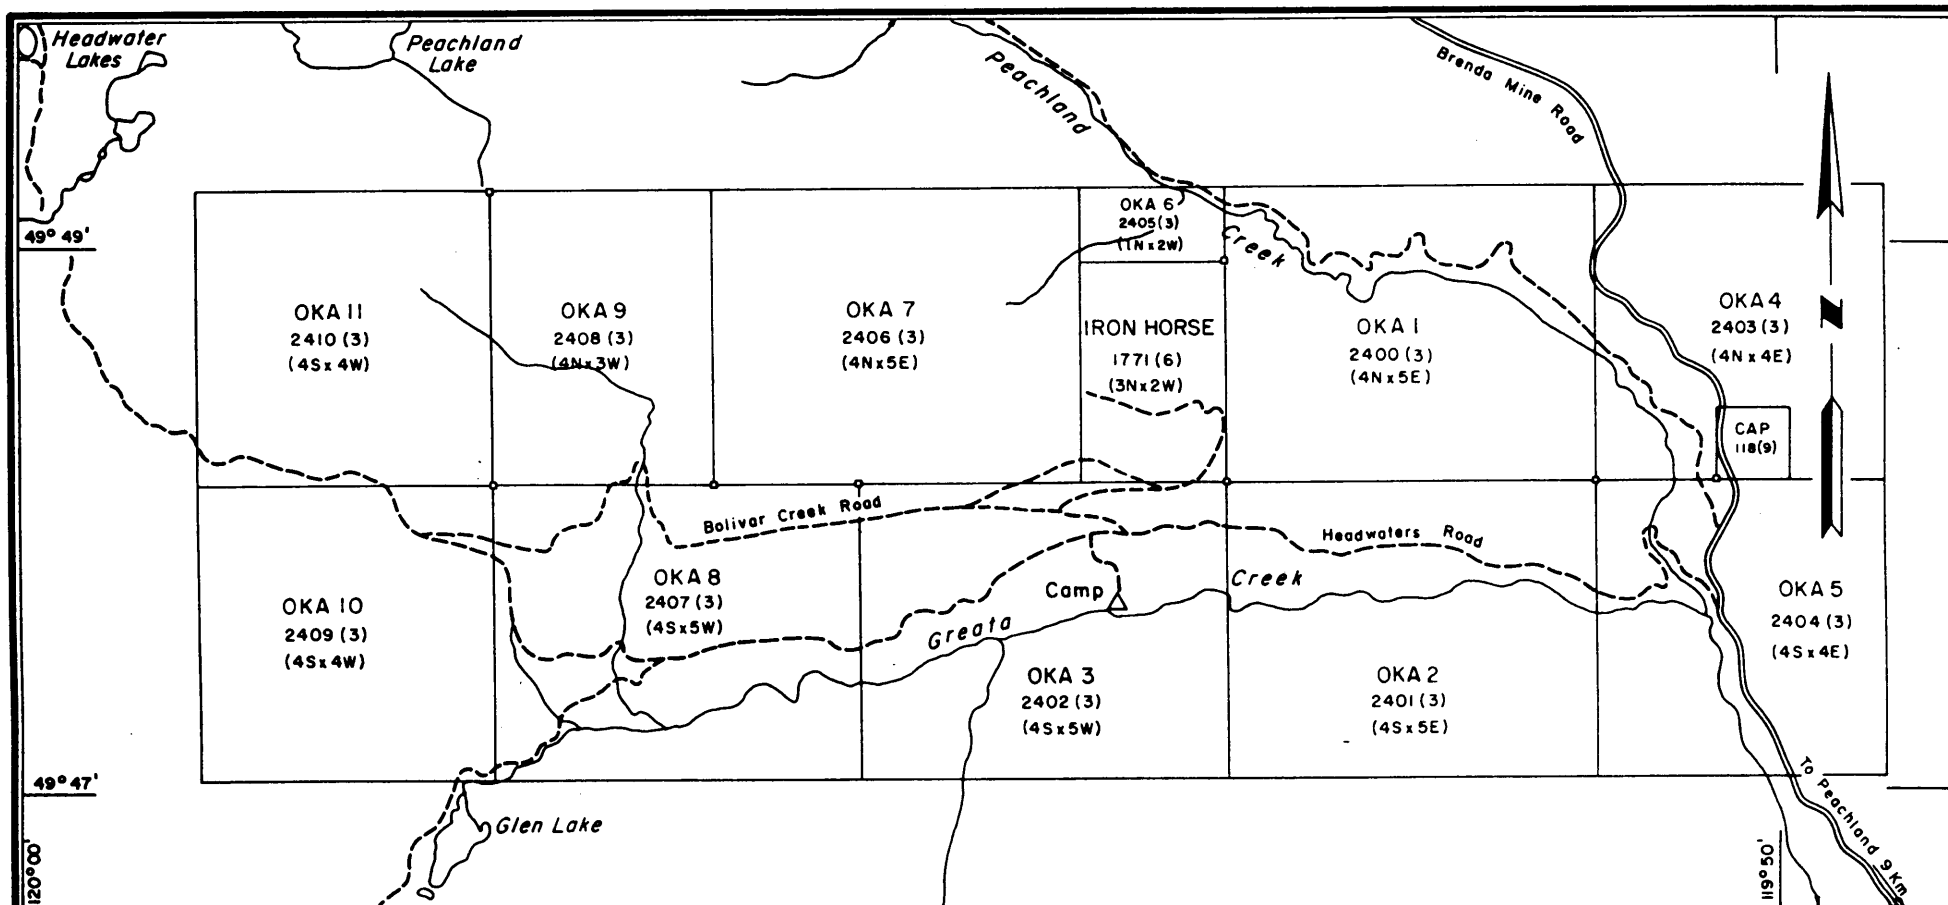 Headwater
Lakes
Peachland
Lake
Peachland
Creek
Brenda Mine Road
49° 49'
OKA 11
2410 (3)
(4S x 4W)
OKA 9
2408 (3)
(4N x 3W)
OKA 7
2406 (3)
(4N x 5E)
OKA 6
2405 (3)
(1N x 2W)
IRON HORSE
1771 (6)
(3N x 2W)
OKA 1
2400 (3)
(4N x 5E)
OKA 4
2403 (3)
(4N x 4E)
N
CAP
118 (9)
Bolivar Creek Road
Headwaters Road
OKA 10
2409 (3)
(4S x 4W)
OKA 8
2407 (3)
(4S x 5W)
Camp
Greata Creek
OKA 3
2402 (3)
(4S x 5W)
OKA 2
2401 (3)
(4S x 5E)
OKA 5
2404 (3)
(4S x 4E)
49° 47'
Glen Lake
To Peachland 9 Km
120° 00'
119° 50'